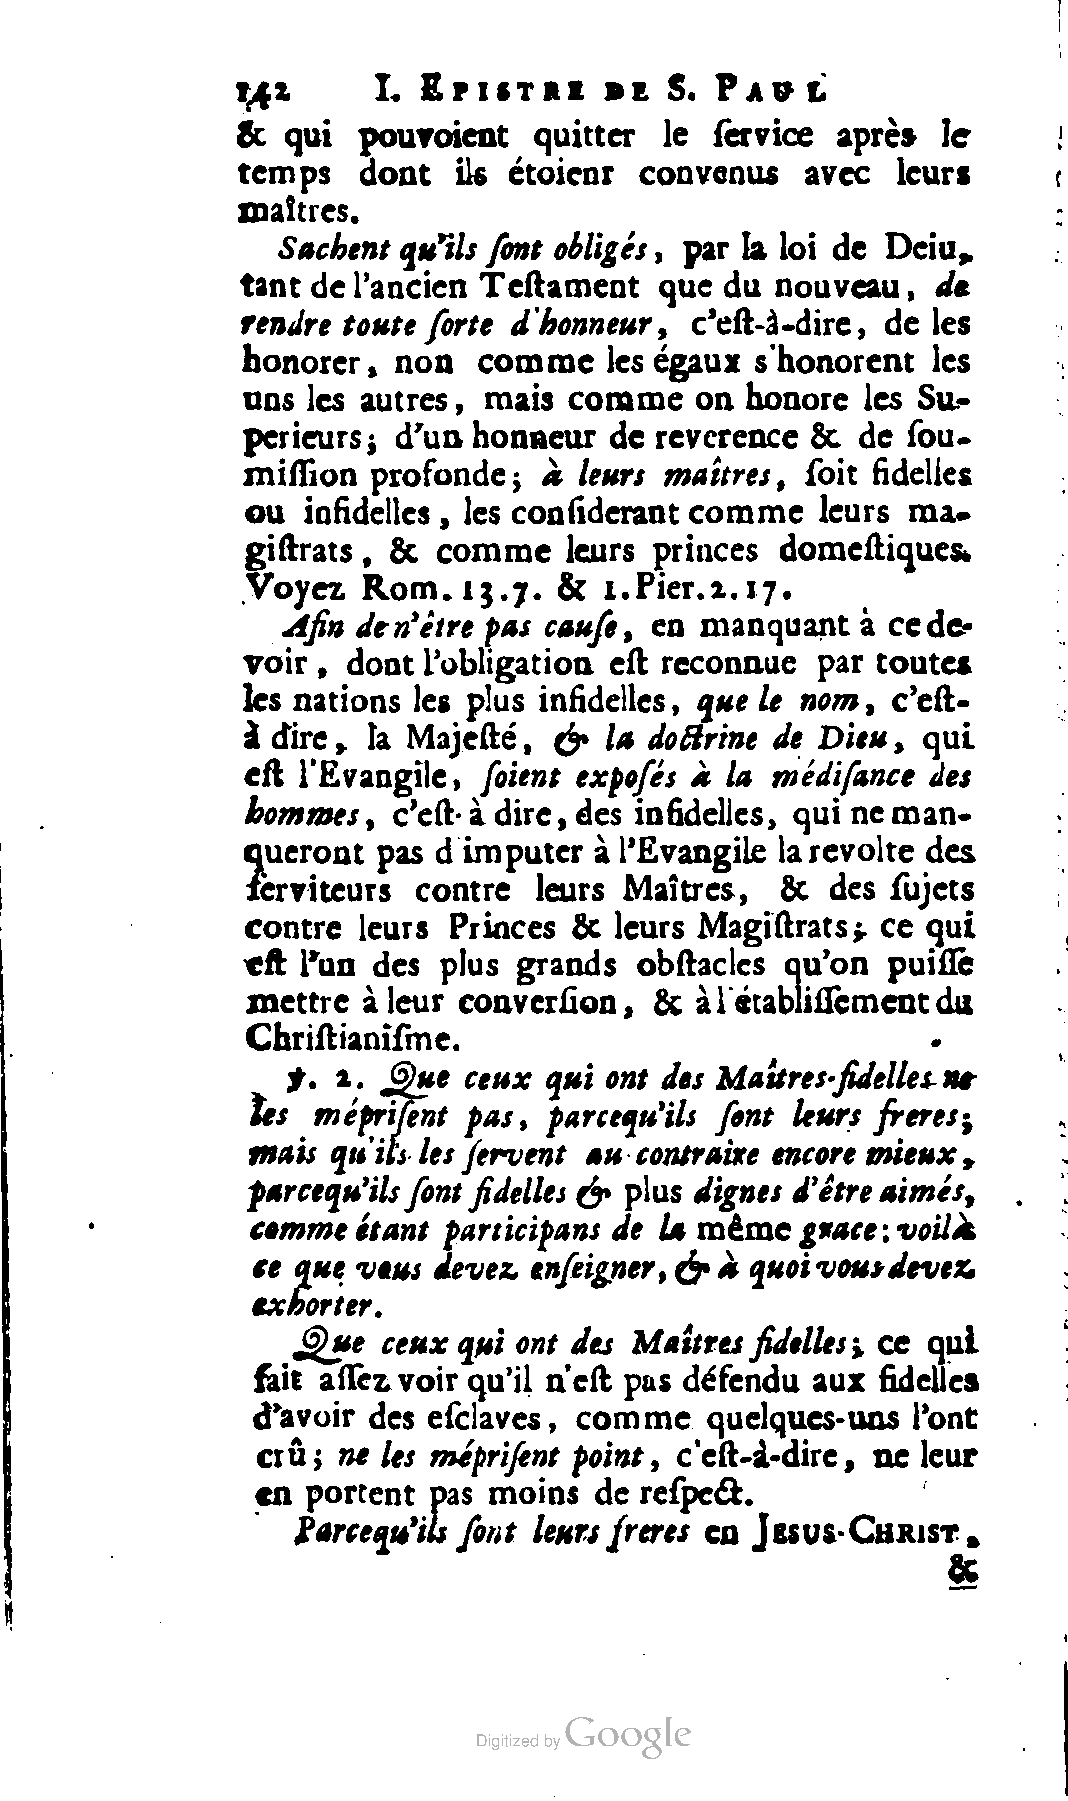 142 I. EPISTRE DE S. PAUL
& qui pouvoient quitter le ſervice après le
temps dont ils étoienr convenus avec leurs
maîtres.
Sachent qu'ils ſont obligés, par la loi de Deiu,
tant de l'ancien Teſtament que du nouveau, de
rendre toute ſorte d'honneur, c'eſt-à-dire, de les
honorer, non comme les égaux s'honorent les
uns les autres, mais comme on honore les Su-
perieurs; d'un honneur de reverence & de ſou-
miſſion profonde; à leurs maîtres, ſoit fidelles
ou infidelles, les conſiderant comme leurs ma-
giſtrats, & comme leurs princes domeſtiques.
Voyez Rom. 13.7. & 1.Pier.2.17.
Afin de n'être pas cauſe, en manquant à ce de-
voir, dont l'obligation eſt reconnue par toutes
les nations les plus infidelles, que le nom, c'eſt-
à dire, la Majeſté, & la doctrine de Dieu, qui
eſt l'Evangile, ſoient expoſés à la médiſance des
hommes, c'eſt-à dire, des infidelles, qui ne man-
queront pas d'imputer à l'Evangile la revolte des
ſerviteurs contre leurs Maîtres, & des ſujets
contre leurs Princes & leurs Magiſtrats; ce qui
eſt l'un des plus grands obſtacles qu'on puiſſe
mettre à leur converſion, & à l'établiſſement du
Chriſtianiſme.
℣. 2. Que ceux qui ont des Maîtres-fidelles ne
les mépriſent pas, parcequ'ils ſont leurs freres;
mais qu'ils les ſervent au contraire encore mieux,
parcequ'ils ſont fidelles & plus dignes d'être aimés,
comme étant participans de la même grace: voilà
ce que vous devez enſeigner, & à quoi vous devez
exhorter.
Que ceux qui ont des Maîtres fidelles; ce qui
fait aſſez voir qu'il n'eſt pas défendu aux fidelles
d'avoir des eſclaves, comme quelques-uns l'ont
crû; ne les mépriſent point, c'eſt-à-dire, ne leur
en portent pas moins de reſpect.
Parcequ'ils ſont leurs freres en JESUS-CHRIST,
&
Digitized by Google